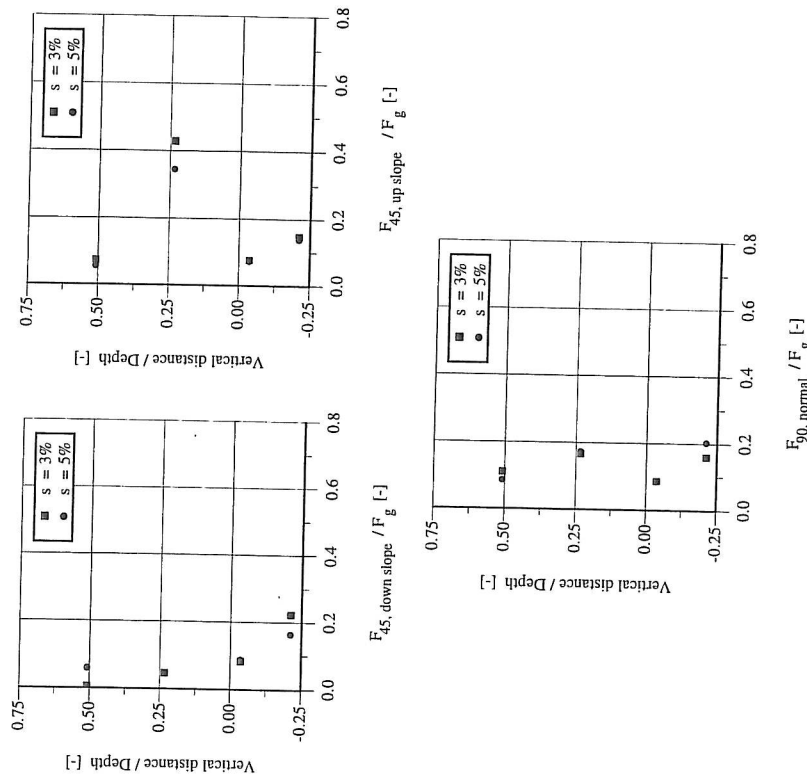 0.75
0.50
0.25
0.00
-0.25
Vertical distance / Depth [-]
s = 3%
s = 5%
0.0
0.2
0.4
0.6
0.8
F45, down slope / Fg [-]
0.75
0.50
0.25
0.00
-0.25
Vertical distance / Depth [-]
s = 3%
s = 5%
0.0
0.2
0.4
0.6
0.8
F45, up slope / Fg [-]
0.75
0.50
0.25
0.00
-0.25
Vertical distance / Depth [-]
s = 3%
s = 5%
0.0
0.2
0.4
0.6
0.8
F90, normal / Fg [-]